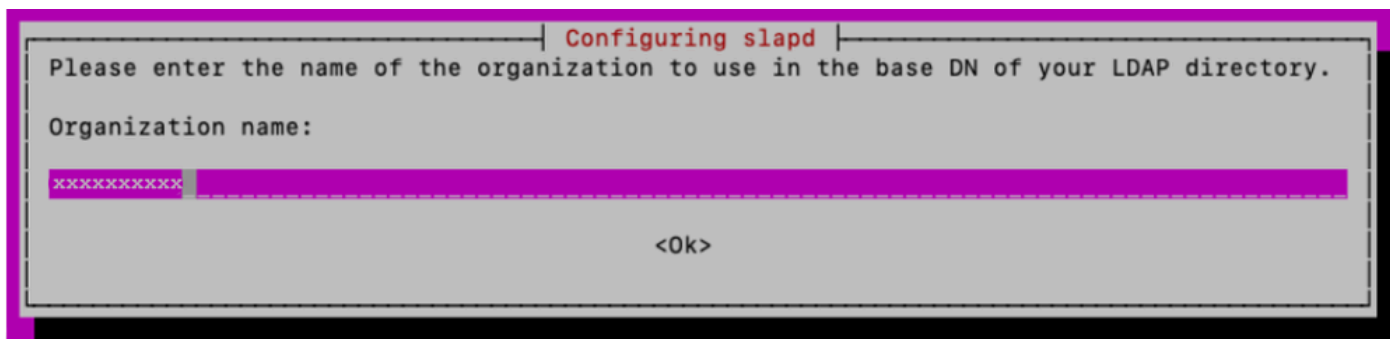 Configuring slapd
Please enter the name of the organization to use in the base DN of your LDAP directory.
Organization name:
xxxxxxxxxx
<Ok>